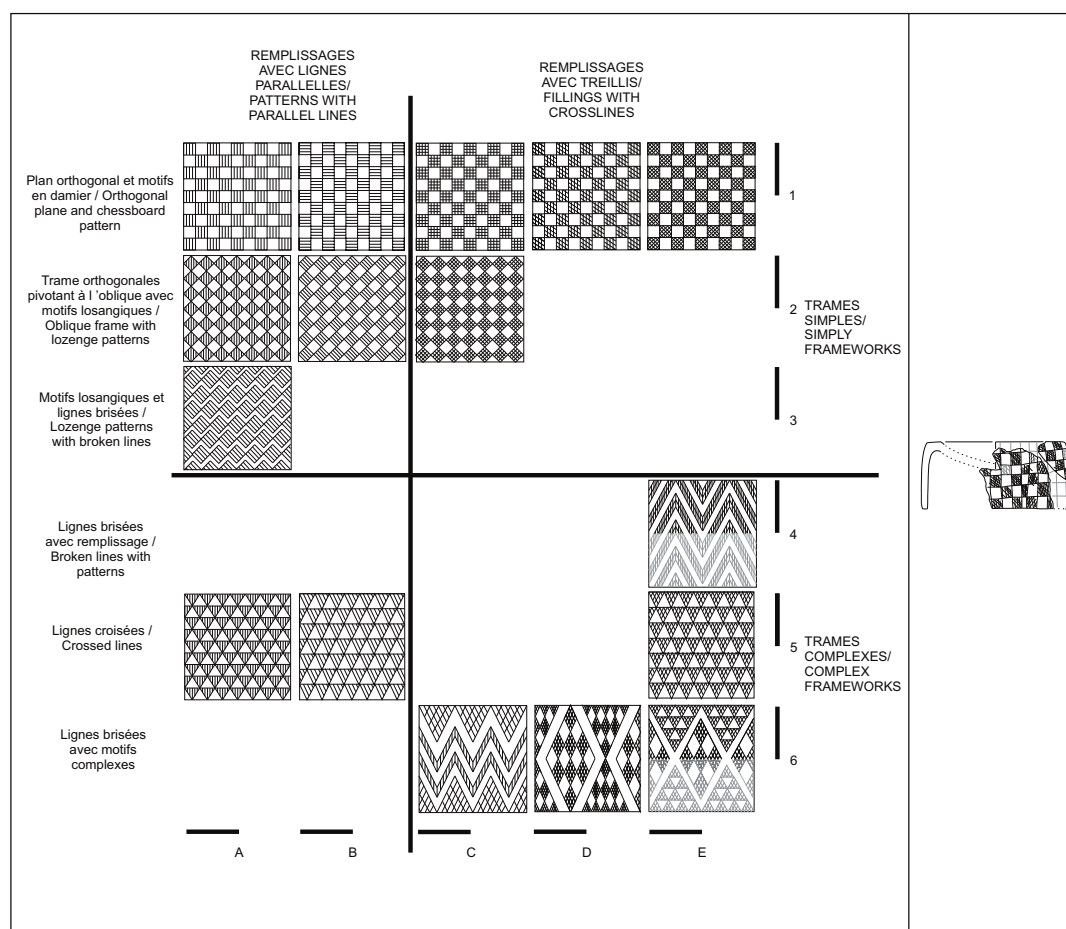 REMPLISSAGES
AVEC LIGNES
PARALLELLES/
PATTERNS WITH
PARALLEL LINES
REMPLISSAGES
AVEC TREILLIS/
FILLINGS WITH
CROSSLINES
Plan orthogonal et motifs
en damier / Orthogonal
plane and chessboard
pattern
1
Trame orthogonales
pivotant à l ’oblique avec
motifs losangiques /
Oblique frame with
lozenge patterns
2
TRAMES
SIMPLES/
SIMPLY
FRAMEWORKS
Motifs losangiques et
lignes brisées /
Lozenge patterns
with broken lines
3
Lignes brisées
avec remplissage /
Broken lines with
patterns
4
Lignes croisées /
Crossed lines
5
TRAMES
COMPLEXES/
COMPLEX
FRAMEWORKS
Lignes brisées
avec motifs
complexes
6
A
B
C
D
E